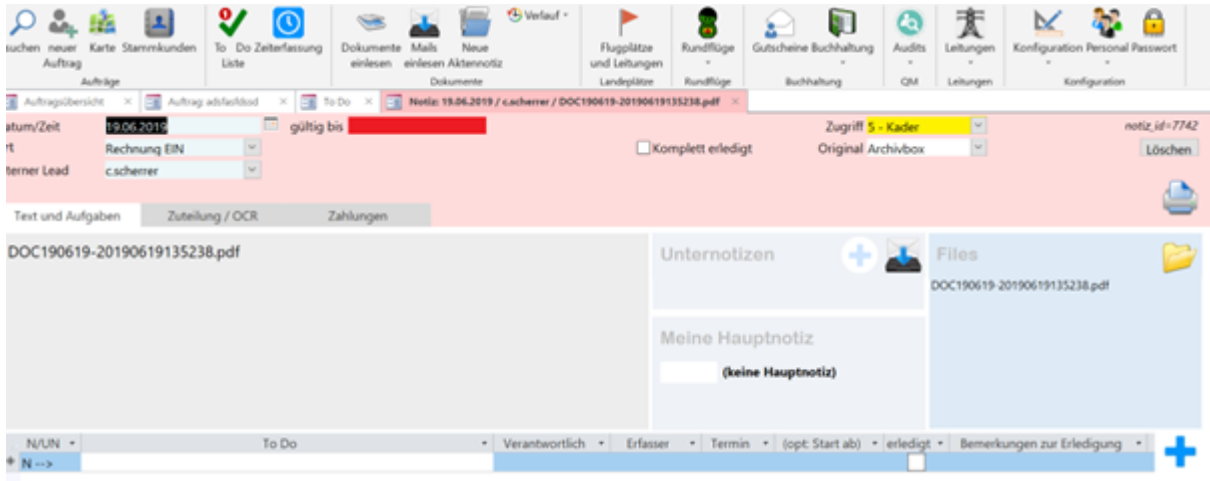 suchen neuer Auftrag Karte Stammkunden To Do Liste Zeiterfassung Dokumente einlesen Mails einlesen Neue Aktennotiz Verlauf Flugplätze und Leitungen Rundflüge Gutscheine Buchhaltung Audits Leitungen Konfiguration Personal Passwort
Aufträge Dokumente Landeplätze Rundflüge Buchhaltung QM Leitungen Konfiguration
Auftragsübersicht Auftrag: To Do Notiz: 19.06.2019 / c.scherrer / DOC190619-20190619135238.pdf
atum/Zeit 19.06.2019 gültig bis Zugriff 5 - Kader notiz_id=7742
rt Rechnung EIN Komplett erledigt Original Archivbox Löschen
terner Lead c.scherrer
Text und Aufgaben Zuteilung / OCR Zahlungen
DOC190619-20190619135238.pdf Unternotizen Files
DOC190619-20190619135238.pdf
Meine Hauptnotiz
(keine Hauptnotiz)
N/UN To Do Verantwortlich Erfasser Termin (opt: Start ab) erledigt Bemerkungen zur Erledigung
N -->